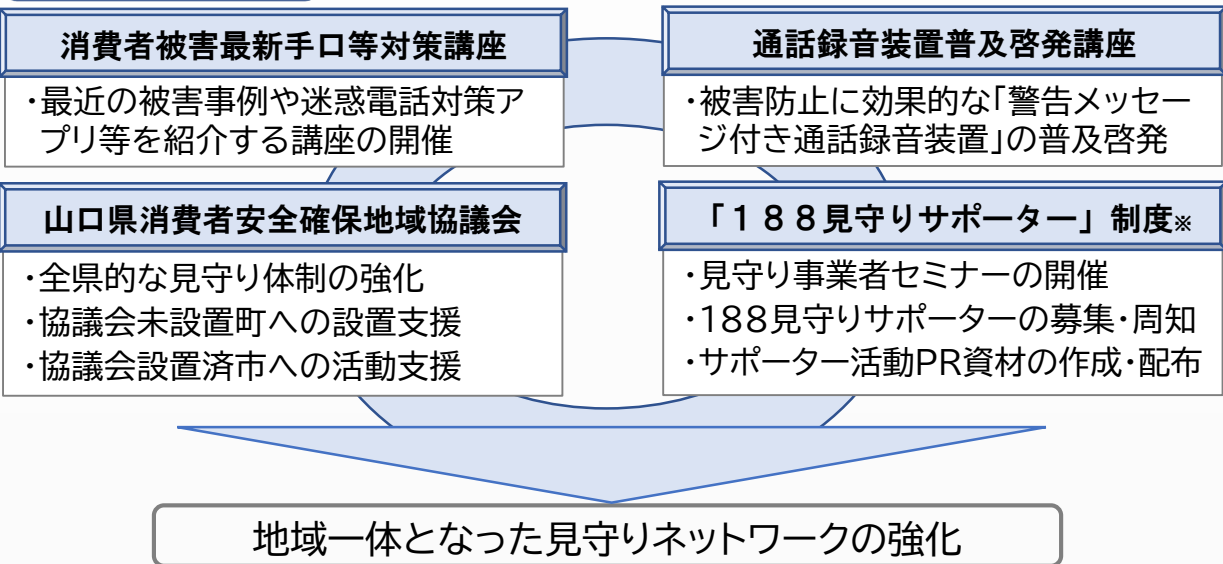 消費者被害最新手口等対策講座
・最近の被害事例や迷惑電話対策ア
プリ等を紹介する講座の開催
通話録音装置普及啓発講座
・被害防止に効果的な「警告メッセー
ジ付き通話録音装置」の普及啓発
山口県消費者安全確保地域協議会
・全県的な見守り体制の強化
・協議会未設置町への設置支援
・協議会設置済市への活動支援
「１８８見守りサポーター」制度※
・見守り事業者セミナーの開催
・188見守りサポーターの募集・周知
・サポーター活動PR資材の作成・配布
地域一体となった見守りネットワークの強化